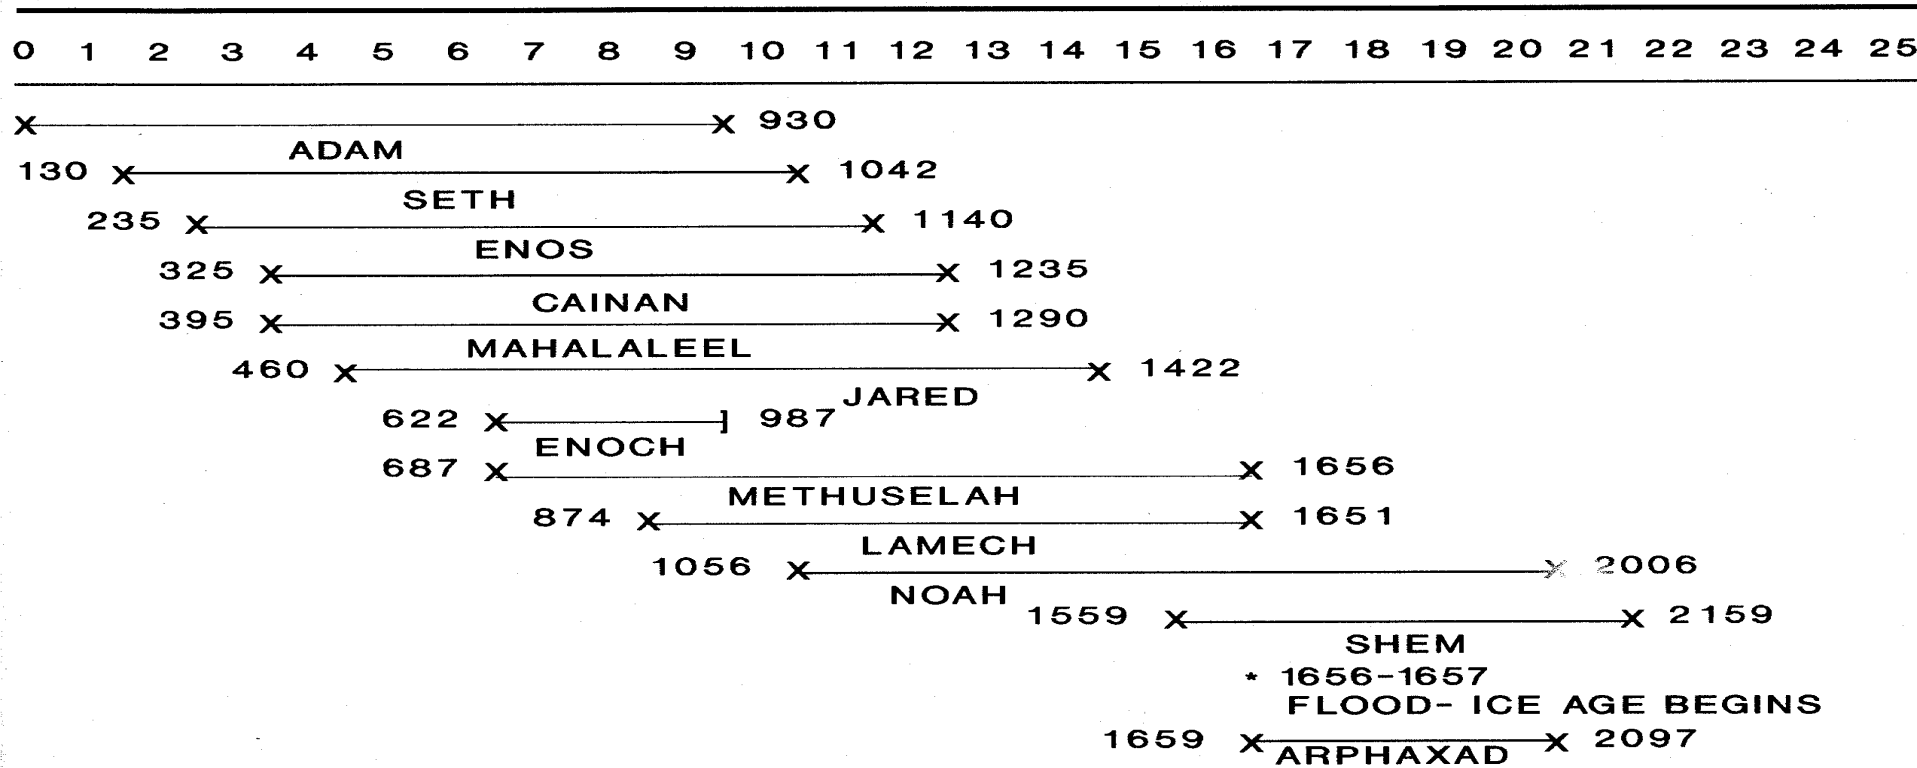 0 1 2 3 4 5 6 7 8 9 10 11 12 13 14 15 16 17 18 19 20 21 22 23 24 25
X X 930
ADAM
130 X X 1042
SETH
235 X X 1140
ENOS
325 X X 1235
CAINAN
395 X X 1290
MAHALALEEL
460 X X 1422
JARED
622 X ] 987
ENOCH
687 X X 1656
METHUSELAH
874 X X 1651
LAMECH
1056 X X 2006
NOAH
1559 X X 2159
SHEM
* 1656-1657
FLOOD- ICE AGE BEGINS
1659 X X 2097
ARPHAXAD